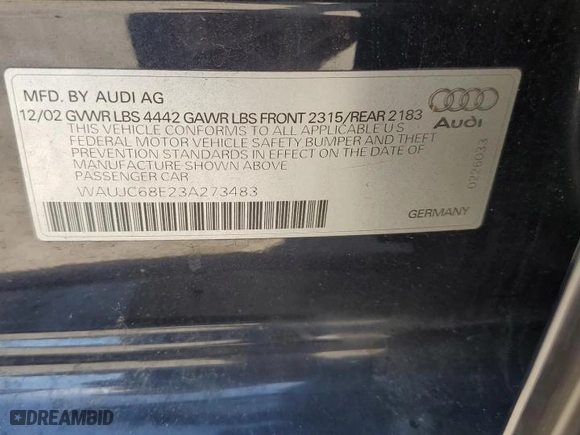 MFD. BY AUDI AG
12/02 GVWR LBS 4442 GAWR LBS FRONT 2315/REAR 2183
THIS VEHICLE CONFORMS TO ALL APPLICABLE U S
FEDERAL MOTOR VEHICLE SAFETY BUMPER AND THEFT
PREVENTION STANDARDS IN EFFECT ON THE DATE OF
MANUFACTURE SHOWN ABOVE
PASSENGER CAR
WAUJC68E23A273483
Audi
0226033
GERMANY
DREAMBID